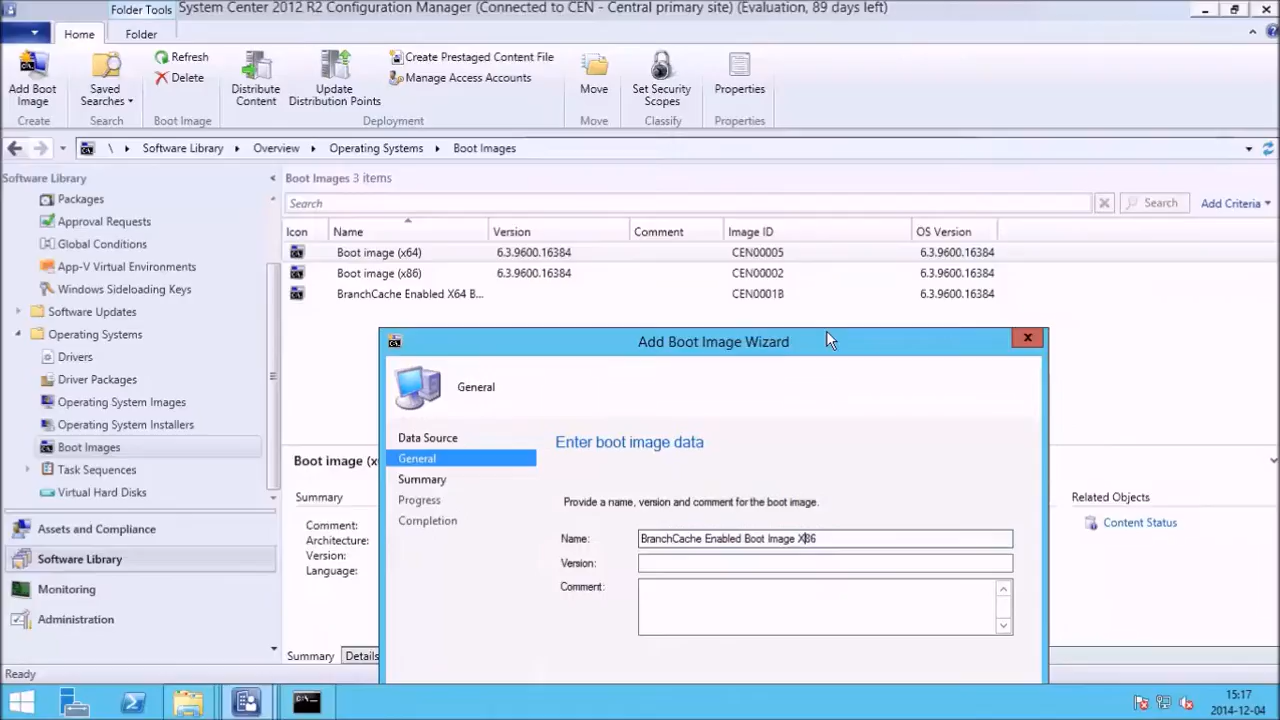 Folder Tools
System Center 2012 R2 Configuration Manager (Connected to CEN - Central primary site) (Evaluation, 89 days left)
Home
Folder
Add Boot
Image
Create
Saved
Searches
Search
Refresh
Delete
Boot Image
Distribute
Content
Update
Distribution Points
Create Prestaged Content File
Manage Access Accounts
Deployment
Move
Move
Set Security
Scopes
Classify
Properties
Properties
\ Software Library Overview Operating Systems Boot Images
Software Library
Packages
Approval Requests
Global Conditions
App-V Virtual Environments
Windows Sideloading Keys
Software Updates
Operating Systems
Drivers
Driver Packages
Operating System Images
Operating System Installers
Boot Images
Task Sequences
Virtual Hard Disks
Assets and Compliance
Software Library
Monitoring
Administration
Boot Images 3 items
Search
Search
Add Criteria
Icon Name Version Comment Image ID OS Version
Boot image (x64) 6.3.9600.16384 CEN00005 6.3.9600.16384
Boot image (x86) 6.3.9600.16384 CEN00002 6.3.9600.16384
BranchCache Enabled X64 B... CEN0001B 6.3.9600.16384
Boot image (x
Summary
Comment:
Architecture:
Version:
Language:
Summary Details
Related Objects
Content Status
Add Boot Image Wizard
General
Data Source
General
Summary
Progress
Completion
Enter boot image data
Provide a name, version and comment for the boot image.
Name: BranchCache Enabled Boot Image X86
Version:
Comment:
Ready
15:17
2014-12-04